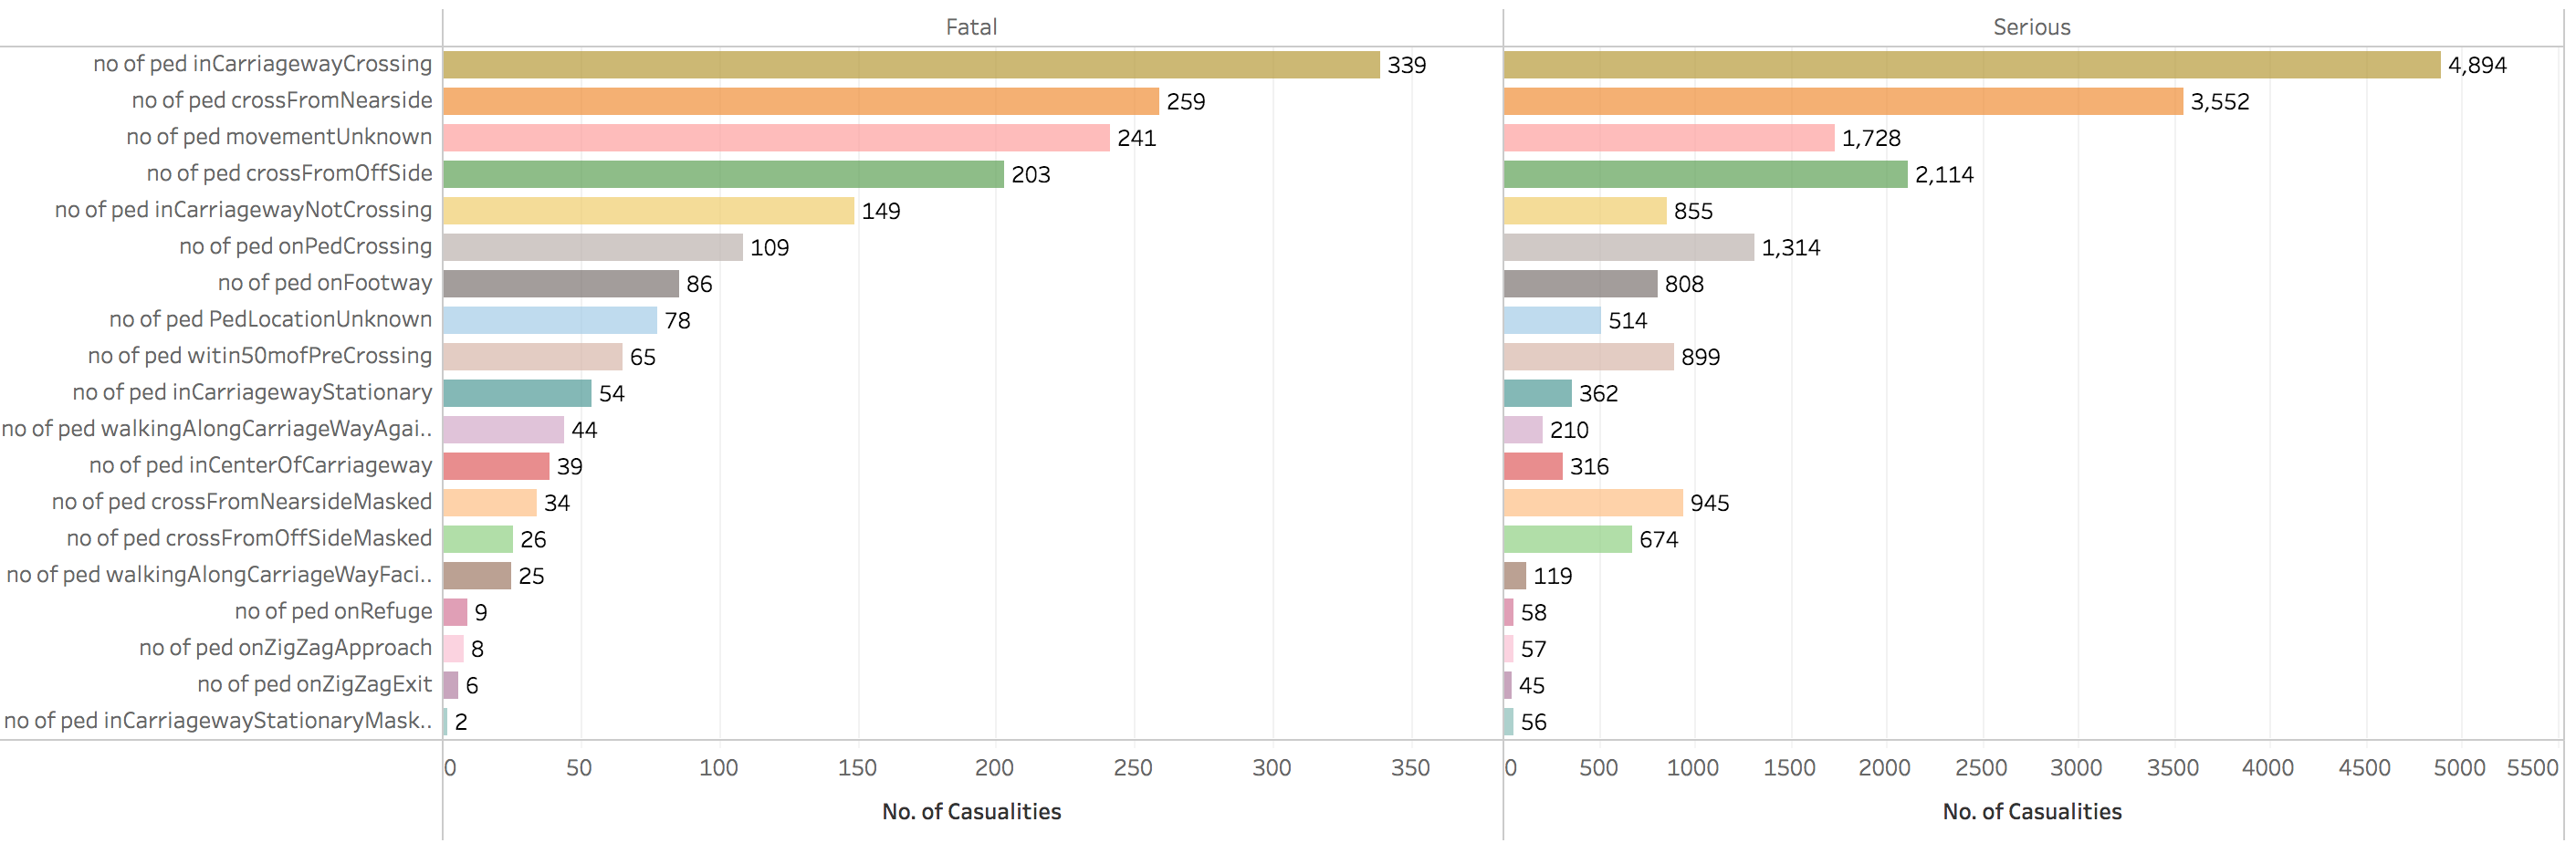 Fatal Serious
no of ped inCarriagewayCrossing 339 4,894
no of ped crossFromNearside 259 3,552
no of ped movementUnknown 241 1,728
no of ped crossFromOffSide 203 2,114
no of ped inCarriagewayNotCrossing 149 855
no of ped onPedCrossing 109 1,314
no of ped onFootway 86 808
no of ped PedLocationUnknown 78 514
no of ped witin50mofPreCrossing 65 899
no of ped inCarriagewayStationary 54 362
no of ped walkingAlongCarriageWayAgai.. 44 210
no of ped inCenterOfCarriageway 39 316
no of ped crossFromNearsideMasked 34 945
no of ped crossFromOffSideMasked 26 674
no of ped walkingAlongCarriageWayFaci.. 25 119
no of ped onRefuge 9 58
no of ped onZigZagApproach 8 57
no of ped onZigZagExit 6 45
no of ped inCarriagewayStationaryMask.. 2 56
0 50 100 150 200 250 300 350 0 500 1000 1500 2000 2500 3000 3500 4000 4500 5000 5500
No. of Casualities No. of Casualities